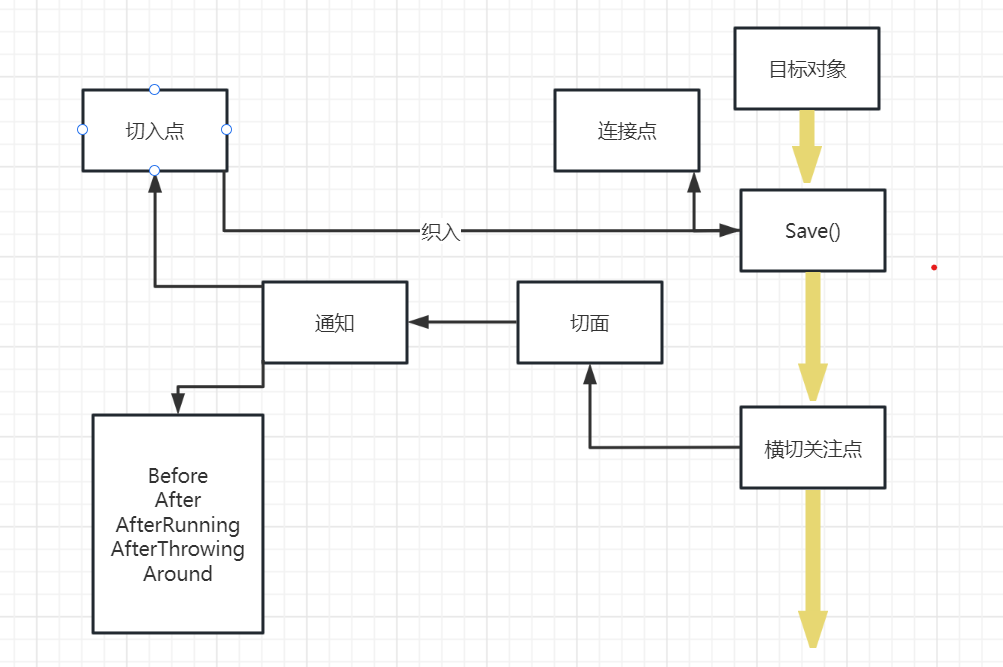 目标对象
切入点
连接点
Save()
织入
通知
切面
横切关注点
Before
After
AfterRunning
AfterThrowing
Around